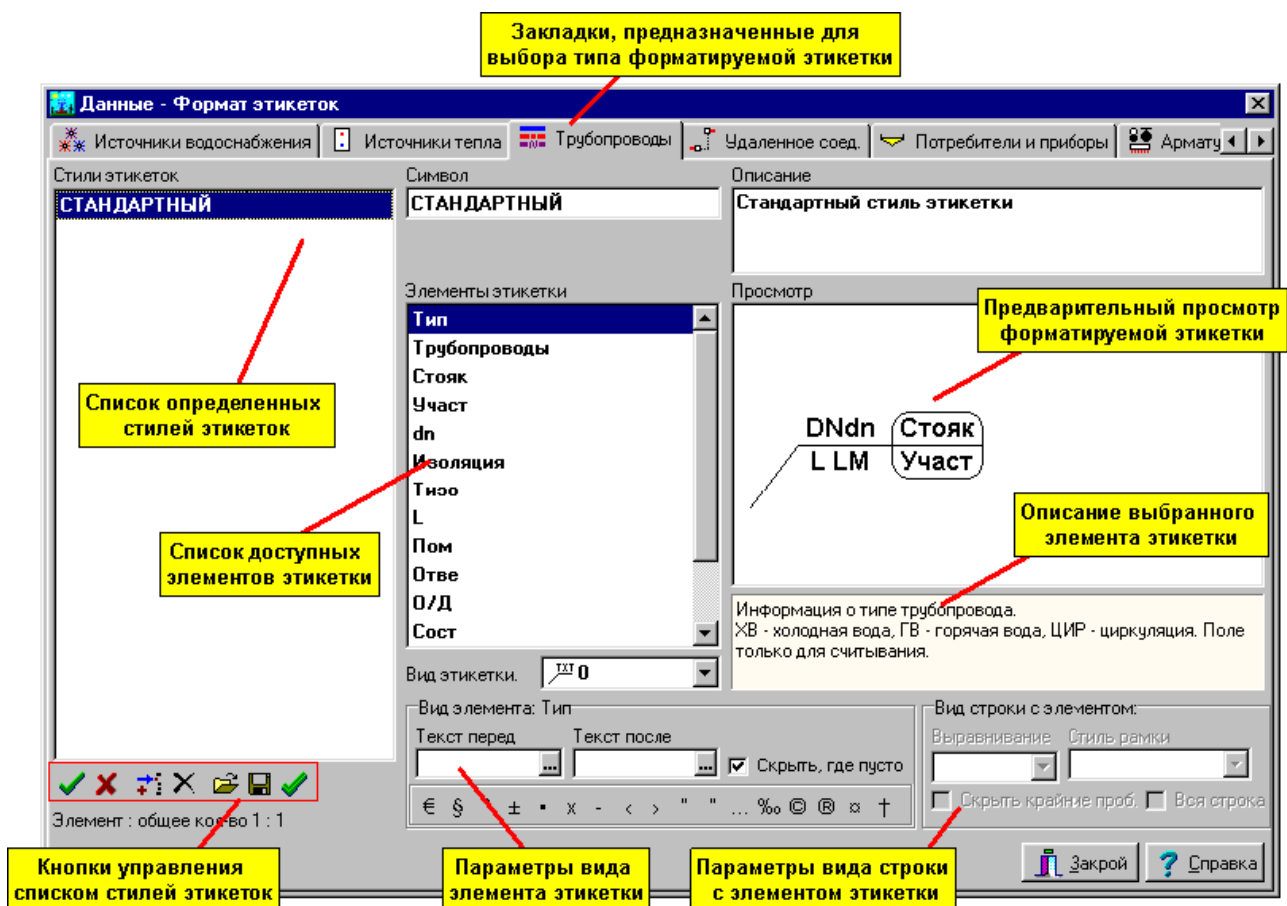 Закладки, предназначенные для
выбора типа форматируемой этикетки
Данные - Формат этикеток
Источники водоснабжения
Источники тепла
Трубопроводы
Удаленное соед.
Потребители и приборы
Армату
Стили этикеток
Символ
Описание
СТАНДАРТНЫЙ
СТАНДАРТНЫЙ
Стандартный стиль этикетки
Элементы этикетки
Просмотр
Тип
Трубопроводы
Стояк
Участ
dn
Изоляция
Тизо
L
Пом
Отве
О/Д
Сост
Предварительный просмотр
форматируемой этикетки
Список определенных
стилей этикеток
DNdn Стояк
L LM Участ
Описание выбранного
элемента этикетки
Список доступных
элементов этикетки
Информация о типе трубопровода.
ХВ - холодная вода, ГВ - горячая вода, ЦИР - циркуляция. Поле
только для считывания.
Вид этикетки.
TXT 0
Вид элемента: Тип
Текст перед
Текст после
...
...
Скрыть, где пусто
€ § ° ± ▪ x - < > " " ... ‰ © ® ¤ †
Вид строки с элементом:
Выравнивание
Стиль рамки
Скрыть крайние проб.
Вся строка
Элемент : общее кол-во 1 : 1
Закрой
Справка
Кнопки управления
списком стилей этикеток
Параметры вида
элемента этикетки
Параметры вида строки
с элементом этикетки